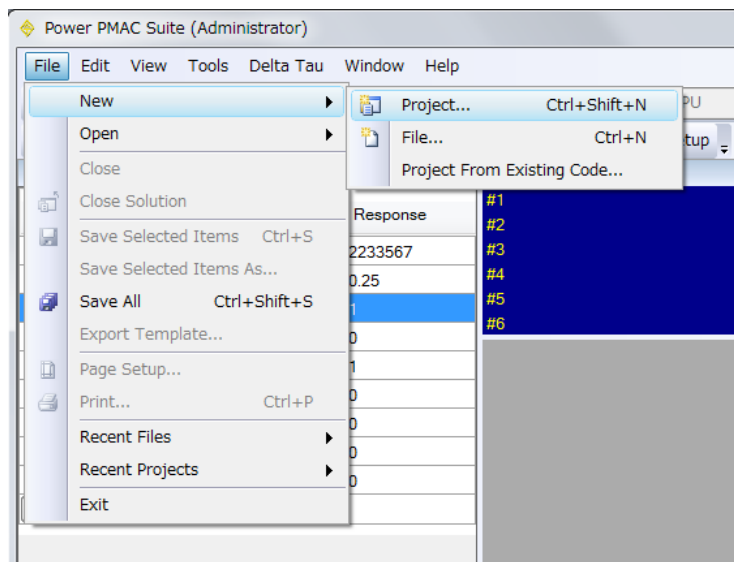 Power PMAC Suite (Administrator)
File Edit View Tools Delta Tau Window Help
New
Project... Ctrl+Shift+N
Open
File... Ctrl+N
Close
Project From Existing Code...
Close Solution
Save Selected Items Ctrl+S
Save Selected Items As...
Save All Ctrl+Shift+S
Export Template...
Page Setup...
Print... Ctrl+P
Recent Files
Recent Projects
Exit
PU
tup
Response
2233567
0.25
1
0
1
0
0
0
0
#1
#2
#3
#4
#5
#6